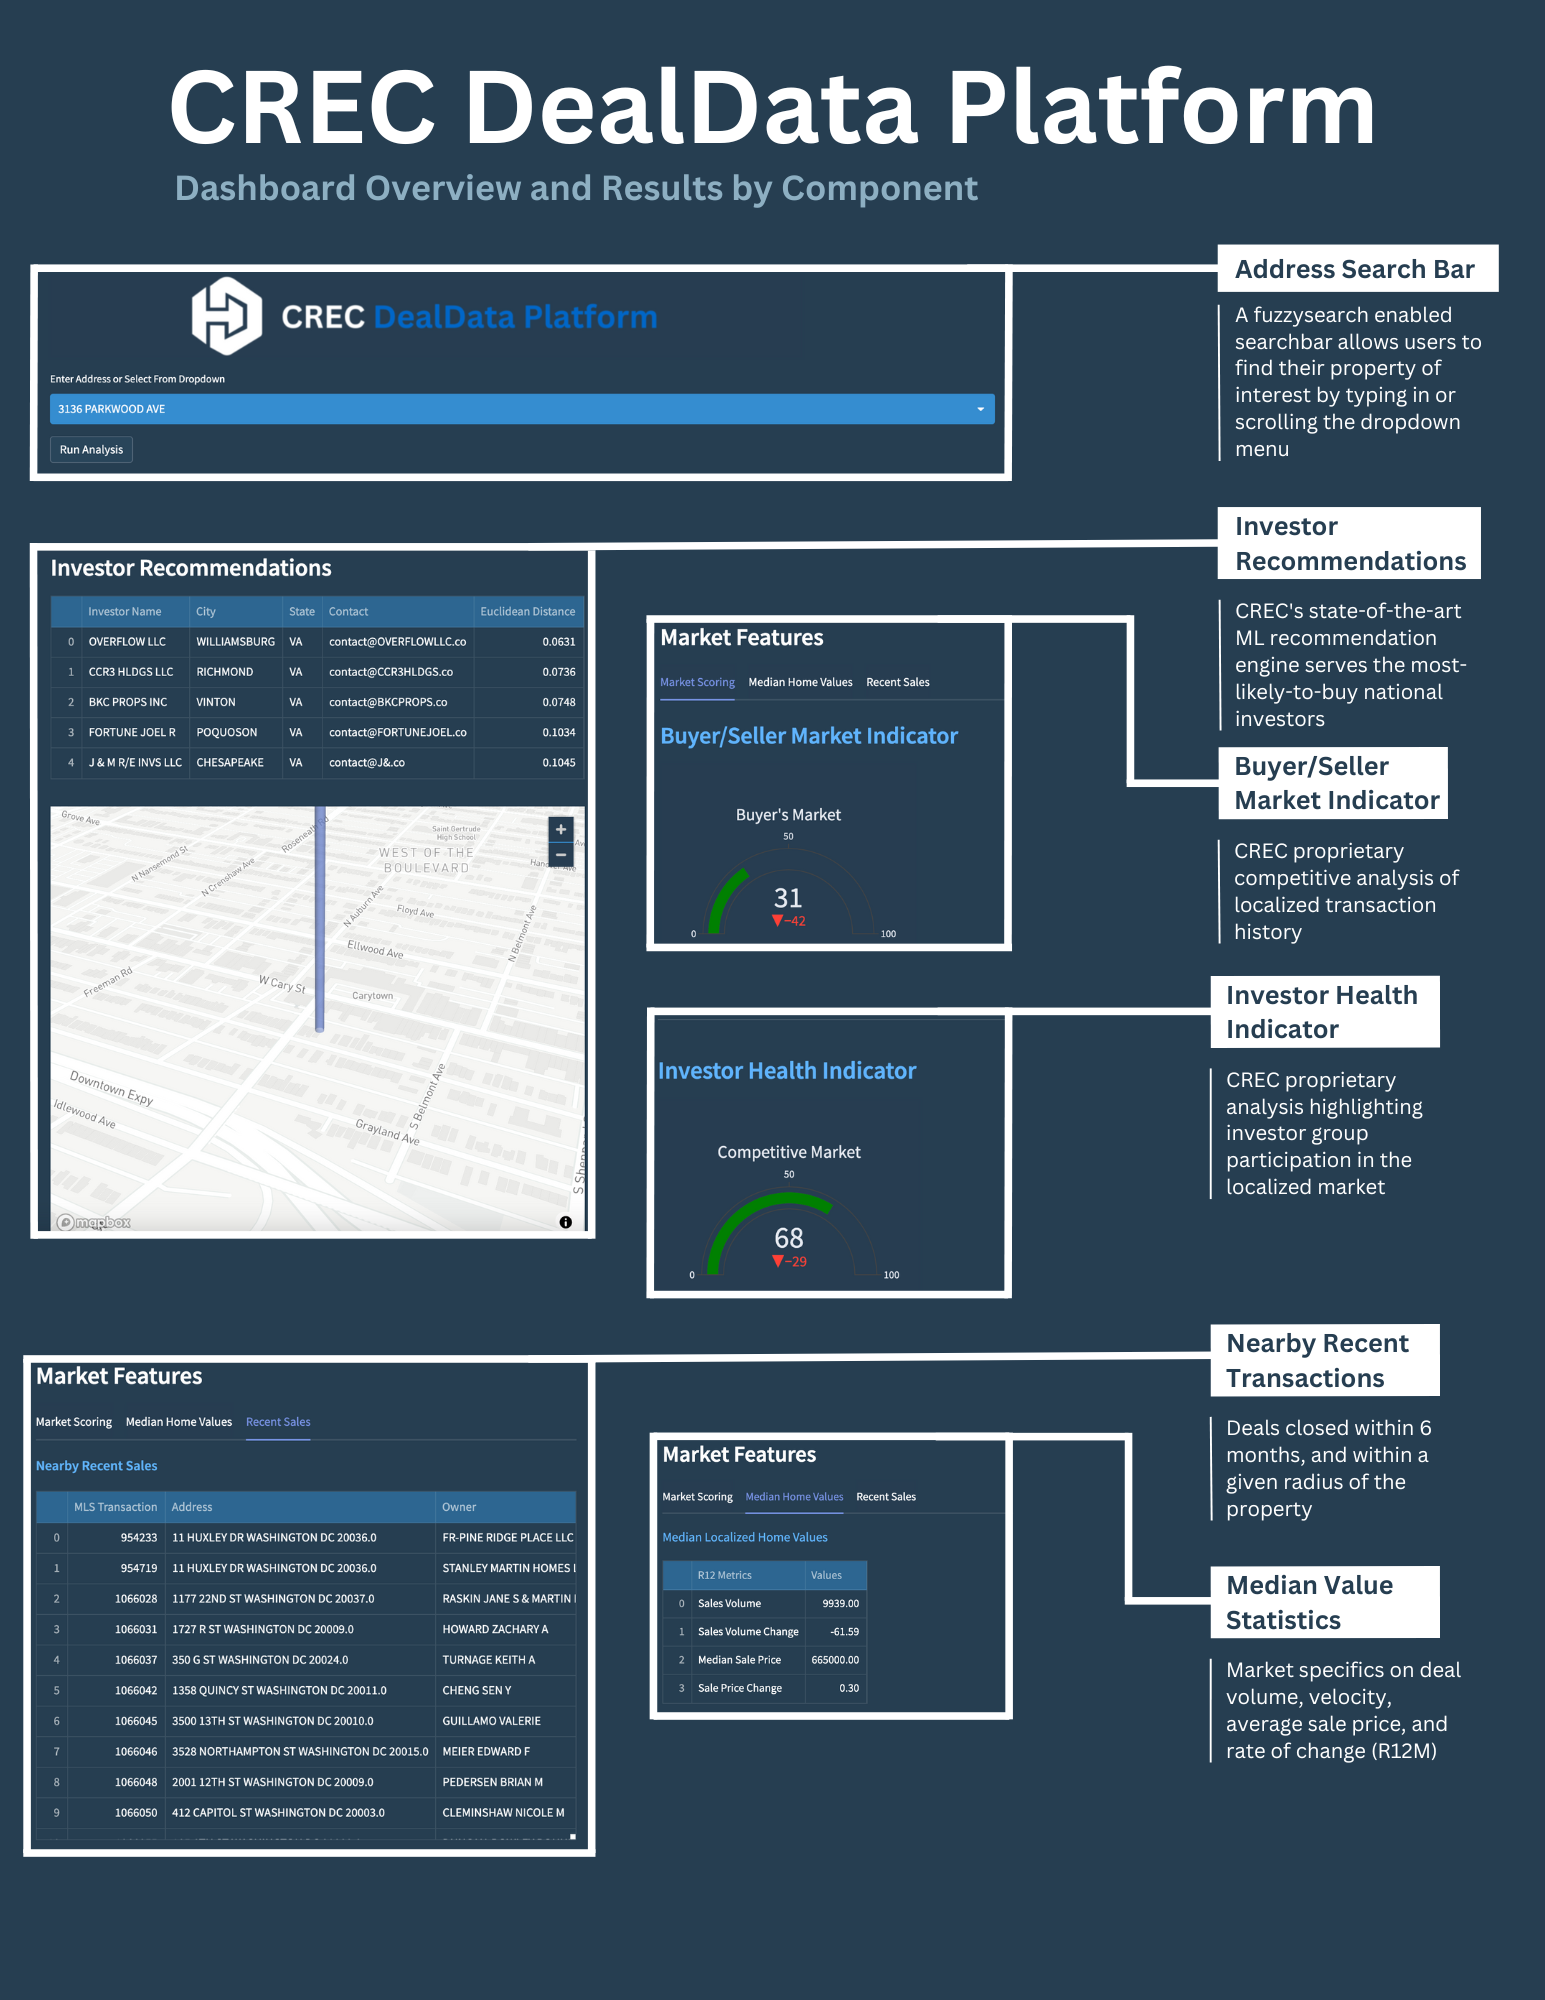 CREC DealData Platform
Dashboard Overview and Results by Component
CREC DealData Platform
Enter Address or Select From Dropdown
3136 PARKWOOD AVE
Run Analysis
Address Search Bar
A fuzzysearch enabled
searchbar allows users to
find their property of
interest by typing in or
scrolling the dropdown
menu
Investor Recommendations
Investor Name City State Contact Euclidean Distance
0 OVERFLOW LLC WILLIAMSBURG VA contact@OVERFLOWLLC.co 0.0631
1 CCR3 HLDGS LLC RICHMOND VA contact@CCR3HLDGS.co 0.0736
2 BKC PROPS INC VINTON VA contact@BKCPROPS.co 0.0748
3 FORTUNE JOEL R POQUOSON VA contact@FORTUNEJOEL.co 0.1034
4 J & M R/E INVS LLC CHESAPEAKE VA contact@J&.co 0.1045
Grove Ave
Roseneath Rd
Saint Gertrude
High School
WEST OF THE
BOULEVARD
N Nansemond St
N Crenshaw Ave
N Auburn Ave
Floyd Ave
N Belmont Ave
Ellwood Ave
Freeman Rd
W Cary St
Carytown
Downtown Expy
Idlewood Ave
S Belmont Ave
Grayland Ave
mapbox
Investor
Recommendations
CREC's state-of-the-art
ML recommendation
engine serves the most-
likely-to-buy national
investors
Market Features
Market Scoring Median Home Values Recent Sales
Buyer/Seller Market Indicator
Buyer's Market
50
31
▼−42
0 100
Buyer/Seller
Market Indicator
CREC proprietary
competitive analysis of
localized transaction
history
Investor Health Indicator
Competitive Market
50
68
▼−29
0 100
Investor Health
Indicator
CREC proprietary
analysis highlighting
investor group
participation in the
localized market
Market Features
Market Scoring Median Home Values Recent Sales
Nearby Recent Sales
MLS Transaction Address Owner
0 954233 11 HUXLEY DR WASHINGTON DC 20036.0 FR-PINE RIDGE PLACE LLC
1 954719 11 HUXLEY DR WASHINGTON DC 20036.0 STANLEY MARTIN HOMES
2 1066028 1177 22ND ST WASHINGTON DC 20037.0 RASKIN JANE S & MARTIN
3 1066031 1727 R ST WASHINGTON DC 20009.0 HOWARD ZACHARY A
4 1066037 350 G ST WASHINGTON DC 20024.0 TURNAGE KEITH A
5 1066042 1358 QUINCY ST WASHINGTON DC 20011.0 CHENG SEN Y
6 1066045 3500 13TH ST WASHINGTON DC 20010.0 GUILLAMO VALERIE
7 1066046 3528 NORTHAMPTON ST WASHINGTON DC 20015.0 MEIER EDWARD F
8 1066048 2001 12TH ST WASHINGTON DC 20009.0 PEDERSEN BRIAN M
9 1066050 412 CAPITOL ST WASHINGTON DC 20003.0 CLEMINSHAW NICOLE M
Nearby Recent
Transactions
Deals closed within 6
months, and within a
given radius of the
property
Market Features
Market Scoring Median Home Values Recent Sales
Median Localized Home Values
R12 Metrics Values
0 Sales Volume 9939.00
1 Sales Volume Change -61.59
2 Median Sale Price 665000.00
3 Sale Price Change 0.30
Median Value
Statistics
Market specifics on deal
volume, velocity,
average sale price, and
rate of change (R12M)